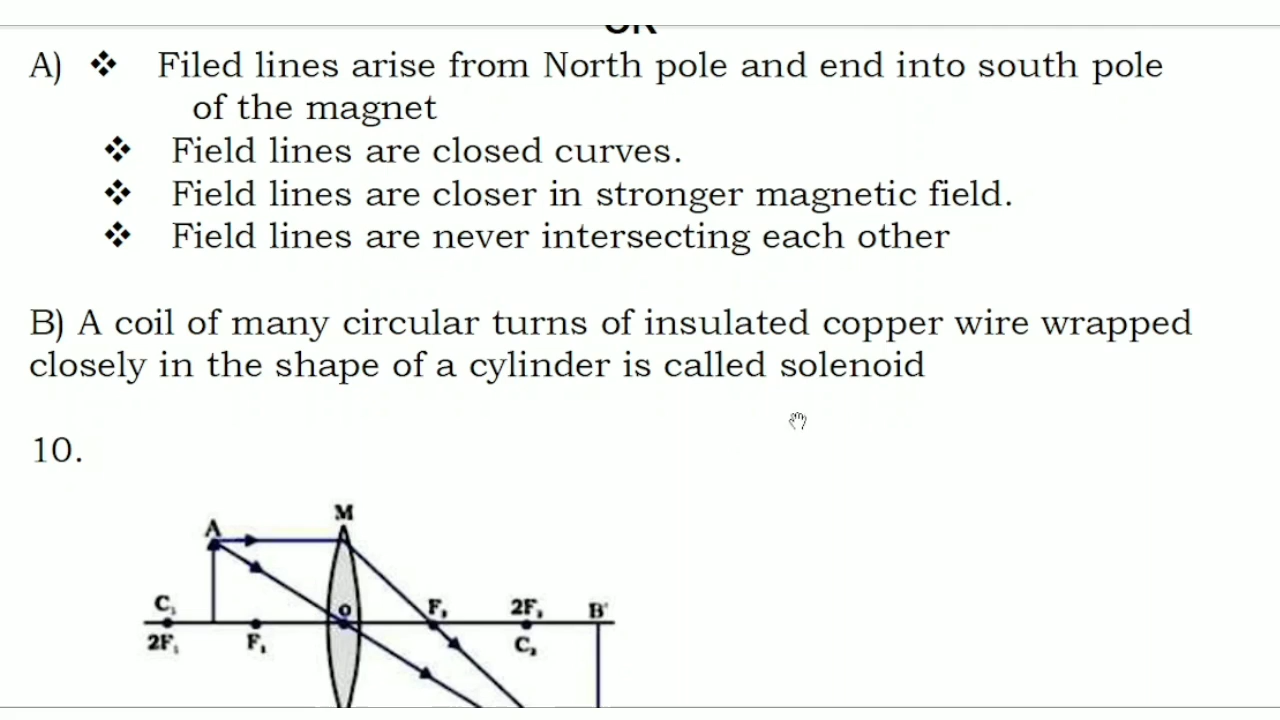 OR
A) ❖ Filed lines arise from North pole and end into south pole
of the magnet
❖ Field lines are closed curves.
❖ Field lines are closer in stronger magnetic field.
❖ Field lines are never intersecting each other
B) A coil of many circular turns of insulated copper wire wrapped
closely in the shape of a cylinder is called solenoid
10.
M
A
C₁ O F₂ 2F₂ B'
2F₁ F₁ C₂